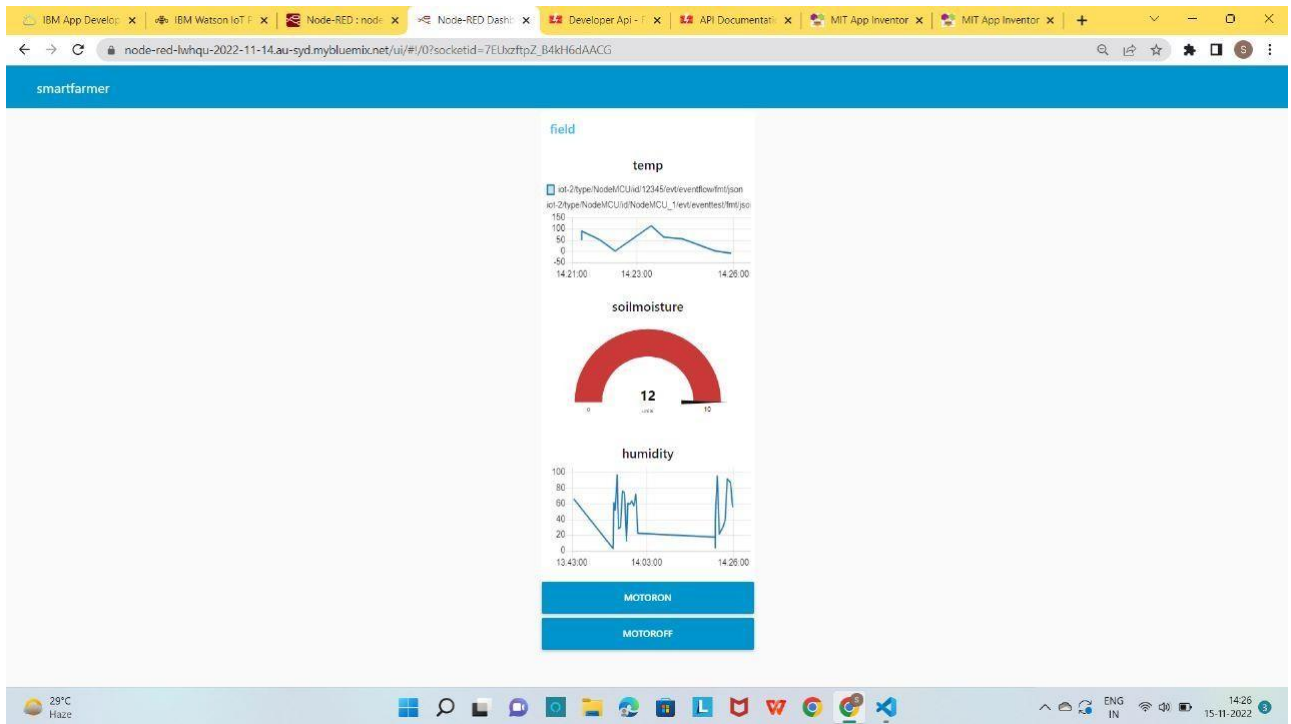 IBM App Develop
IBM Watson IoT P
Node-RED : node
Node-RED Dashb
Developer Api - F
API Documentatic
MIT App Inventor
MIT App Inventor
node-red-lwhqu-2022-11-14.au-syd.mybluemix.net/ui/#!/0?socketid=7EUxzftpZ_B4kH6dAACG
S
smartfarmer
field
temp
iot-2/type/NodeMCU/id/12345/evt/eventflow/fmt/json
iot-2/type/NodeMCU/id/NodeMCU_1/evt/eventtest/fmt/jso
150
100
50
0
-50
14:21:00 14:23:00 14:26:00
soilmoisture
12
0 10
humidity
100
80
60
40
20
0
13:43:00 14:03:00 14:26:00
MOTORON
MOTOROFF
29°C
Haze
ENG
IN
14:26
15-11-2022
3